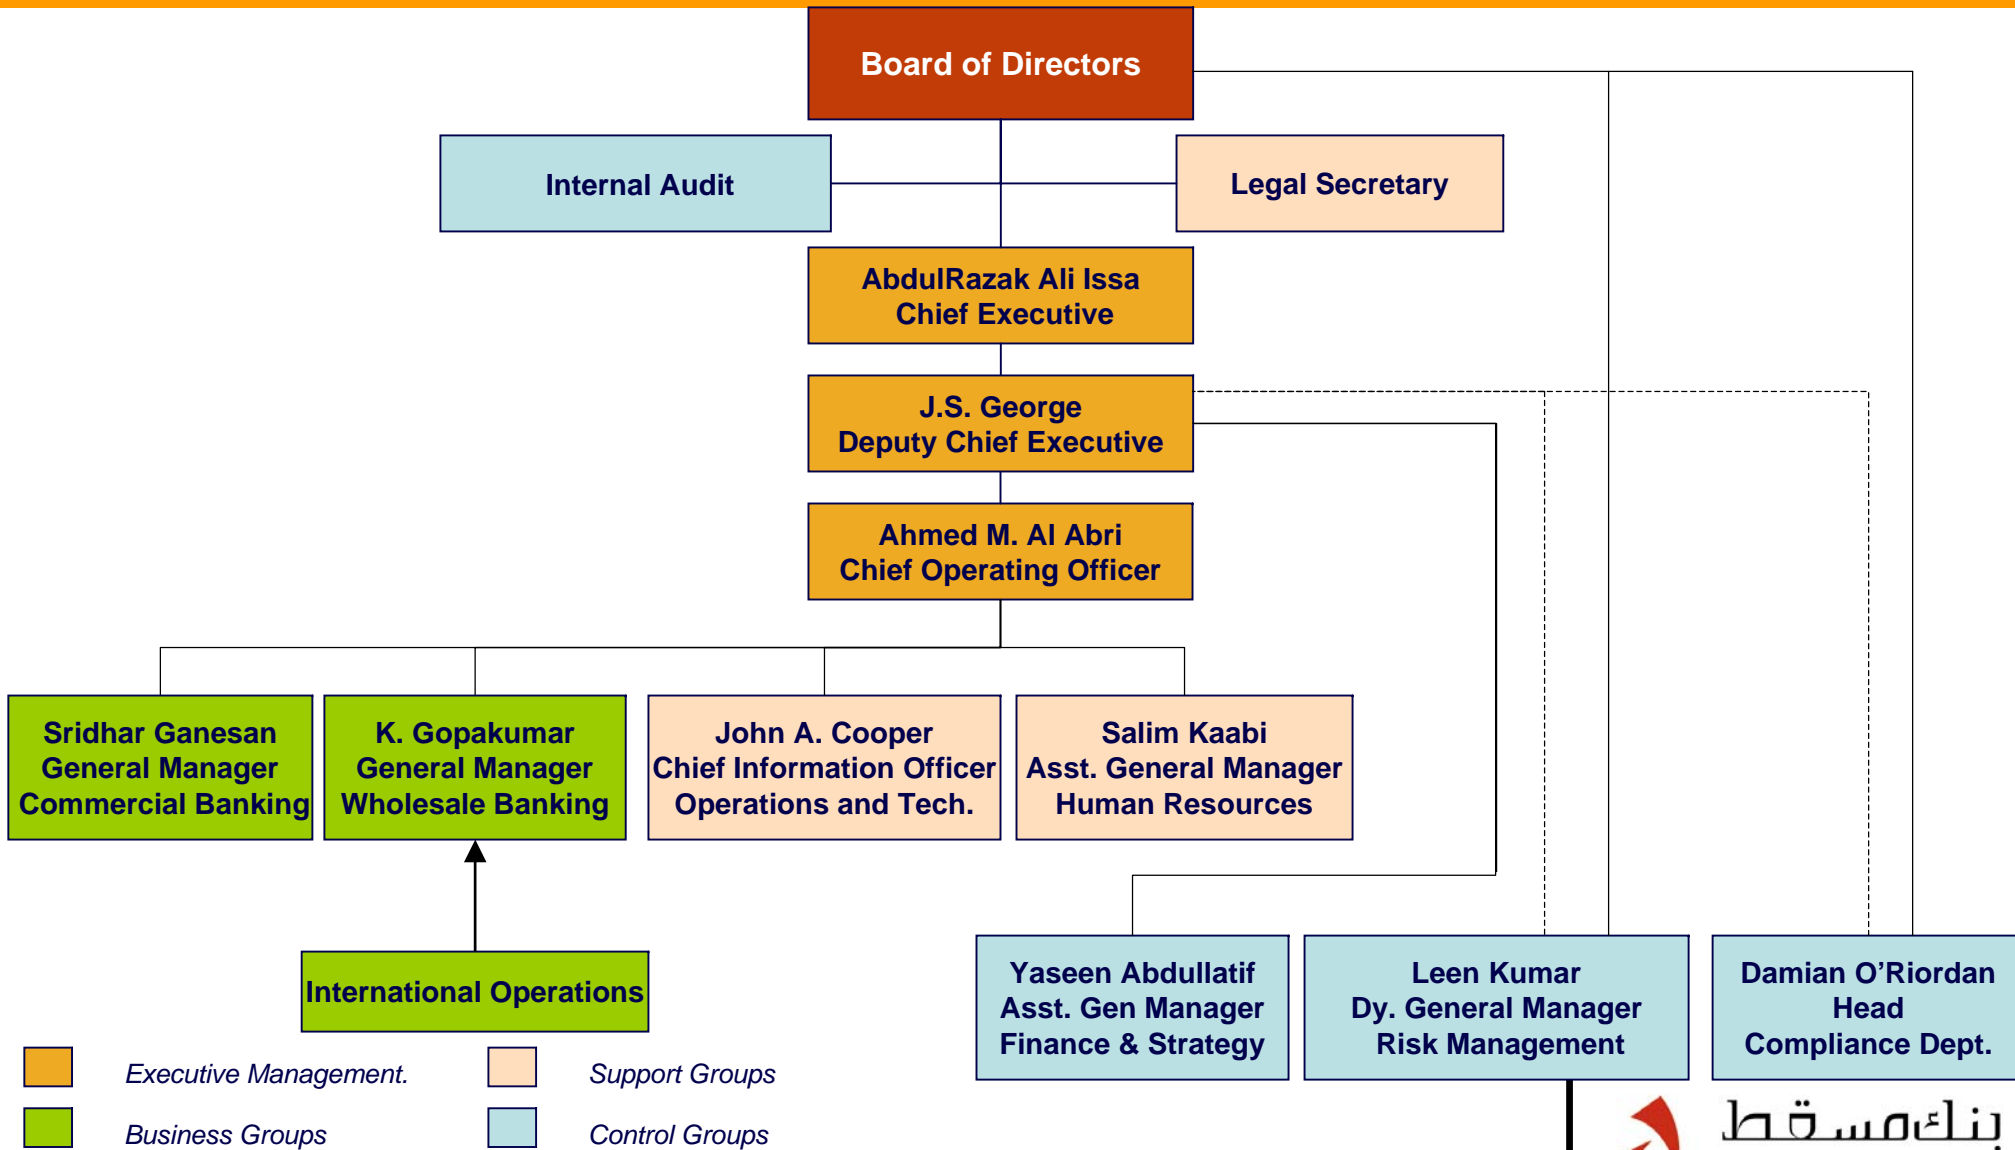 Board of Directors
Internal Audit
Legal Secretary
AbdulRazak Ali Issa
Chief Executive
J.S. George
Deputy Chief Executive
Ahmed M. Al Abri
Chief Operating Officer
Sridhar Ganesan
General Manager
Commercial Banking
K. Gopakumar
General Manager
Wholesale Banking
John A. Cooper
Chief Information Officer
Operations and Tech.
Salim Kaabi
Asst. General Manager
Human Resources
International Operations
Yaseen Abdullatif
Asst. Gen Manager
Finance & Strategy
Leen Kumar
Dy. General Manager
Risk Management
Damian O’Riordan
Head
Compliance Dept.
Executive Management.
Support Groups
Business Groups
Control Groups
بنك مسقط